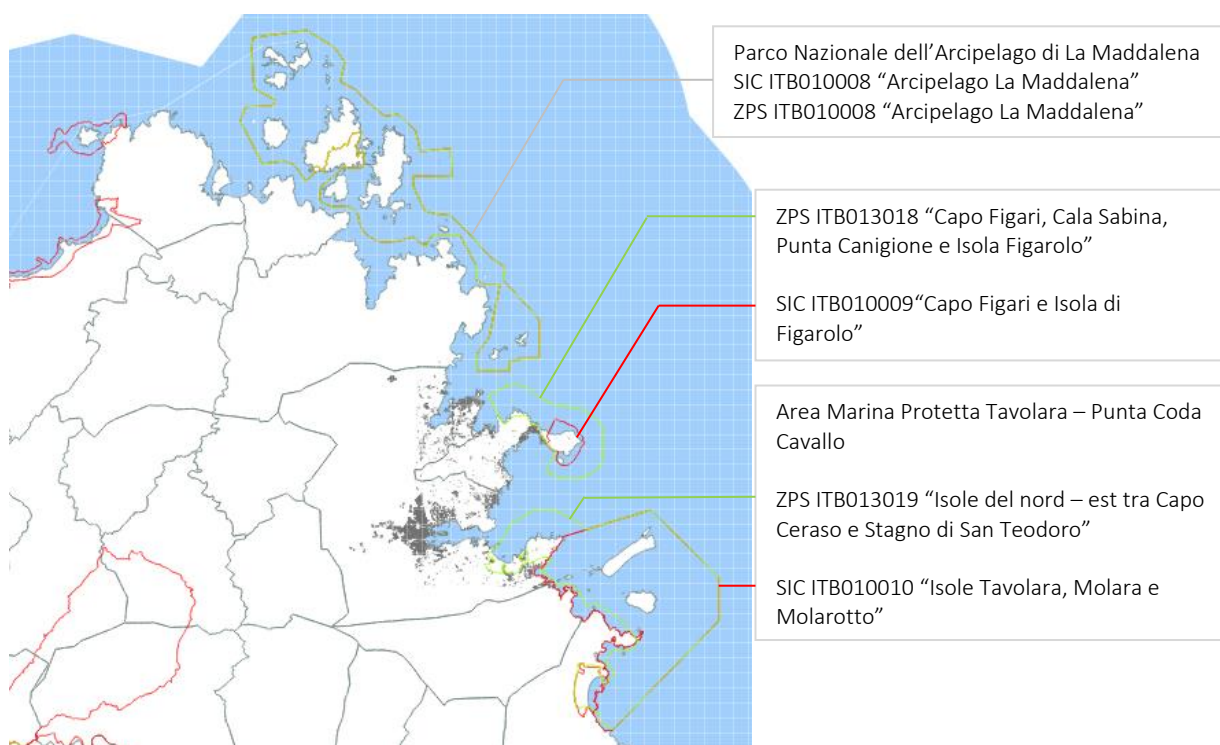 Parco Nazionale dell’Arcipelago di La Maddalena
SIC ITB010008 “Arcipelago La Maddalena”
ZPS ITB010008 “Arcipelago La Maddalena”
ZPS ITB013018 “Capo Figari, Cala Sabina,
Punta Canigione e Isola Figarolo”
SIC ITB010009“Capo Figari e Isola di
Figarolo”
Area Marina Protetta Tavolara – Punta Coda
Cavallo
ZPS ITB013019 “Isole del nord – est tra Capo
Ceraso e Stagno di San Teodoro”
SIC ITB010010 “Isole Tavolara, Molara e
Molarotto”